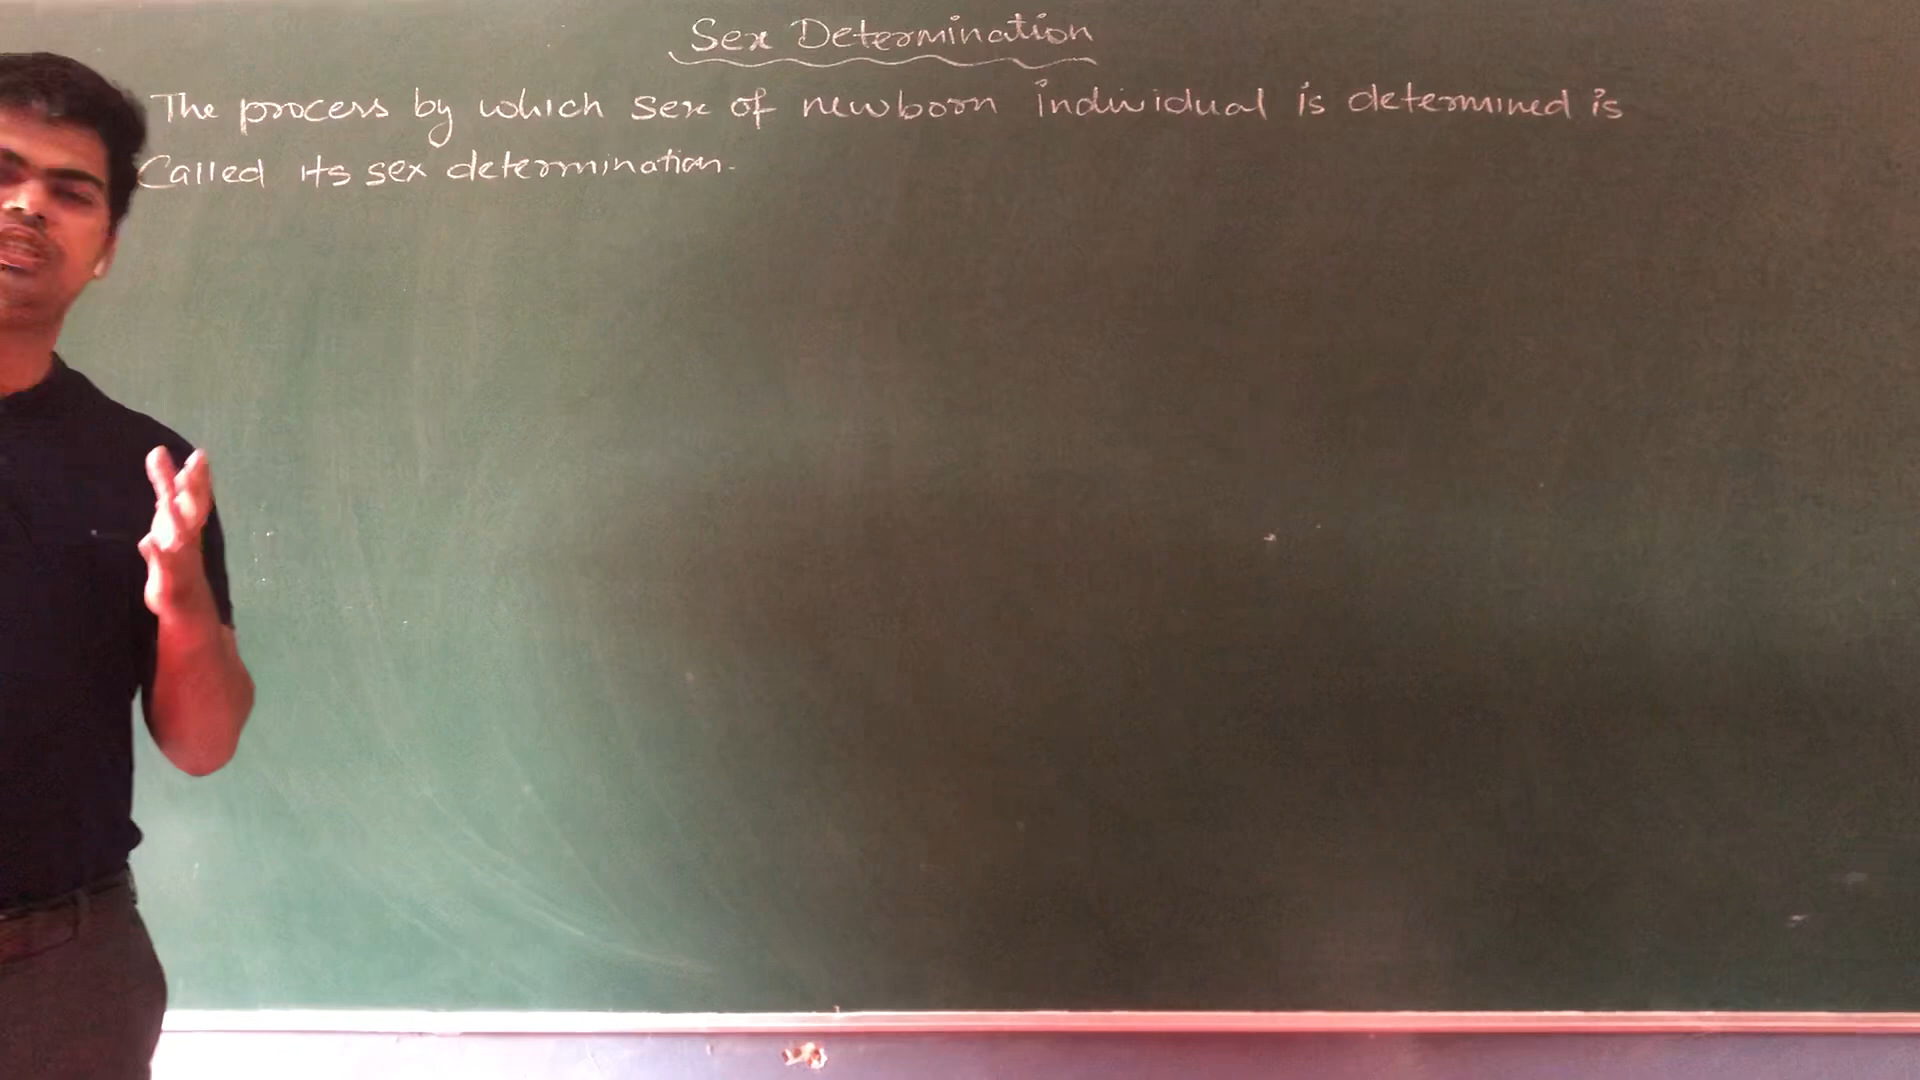 Sex Determination
The process by which sex of newborn individual is determined is
Called its sex determination.